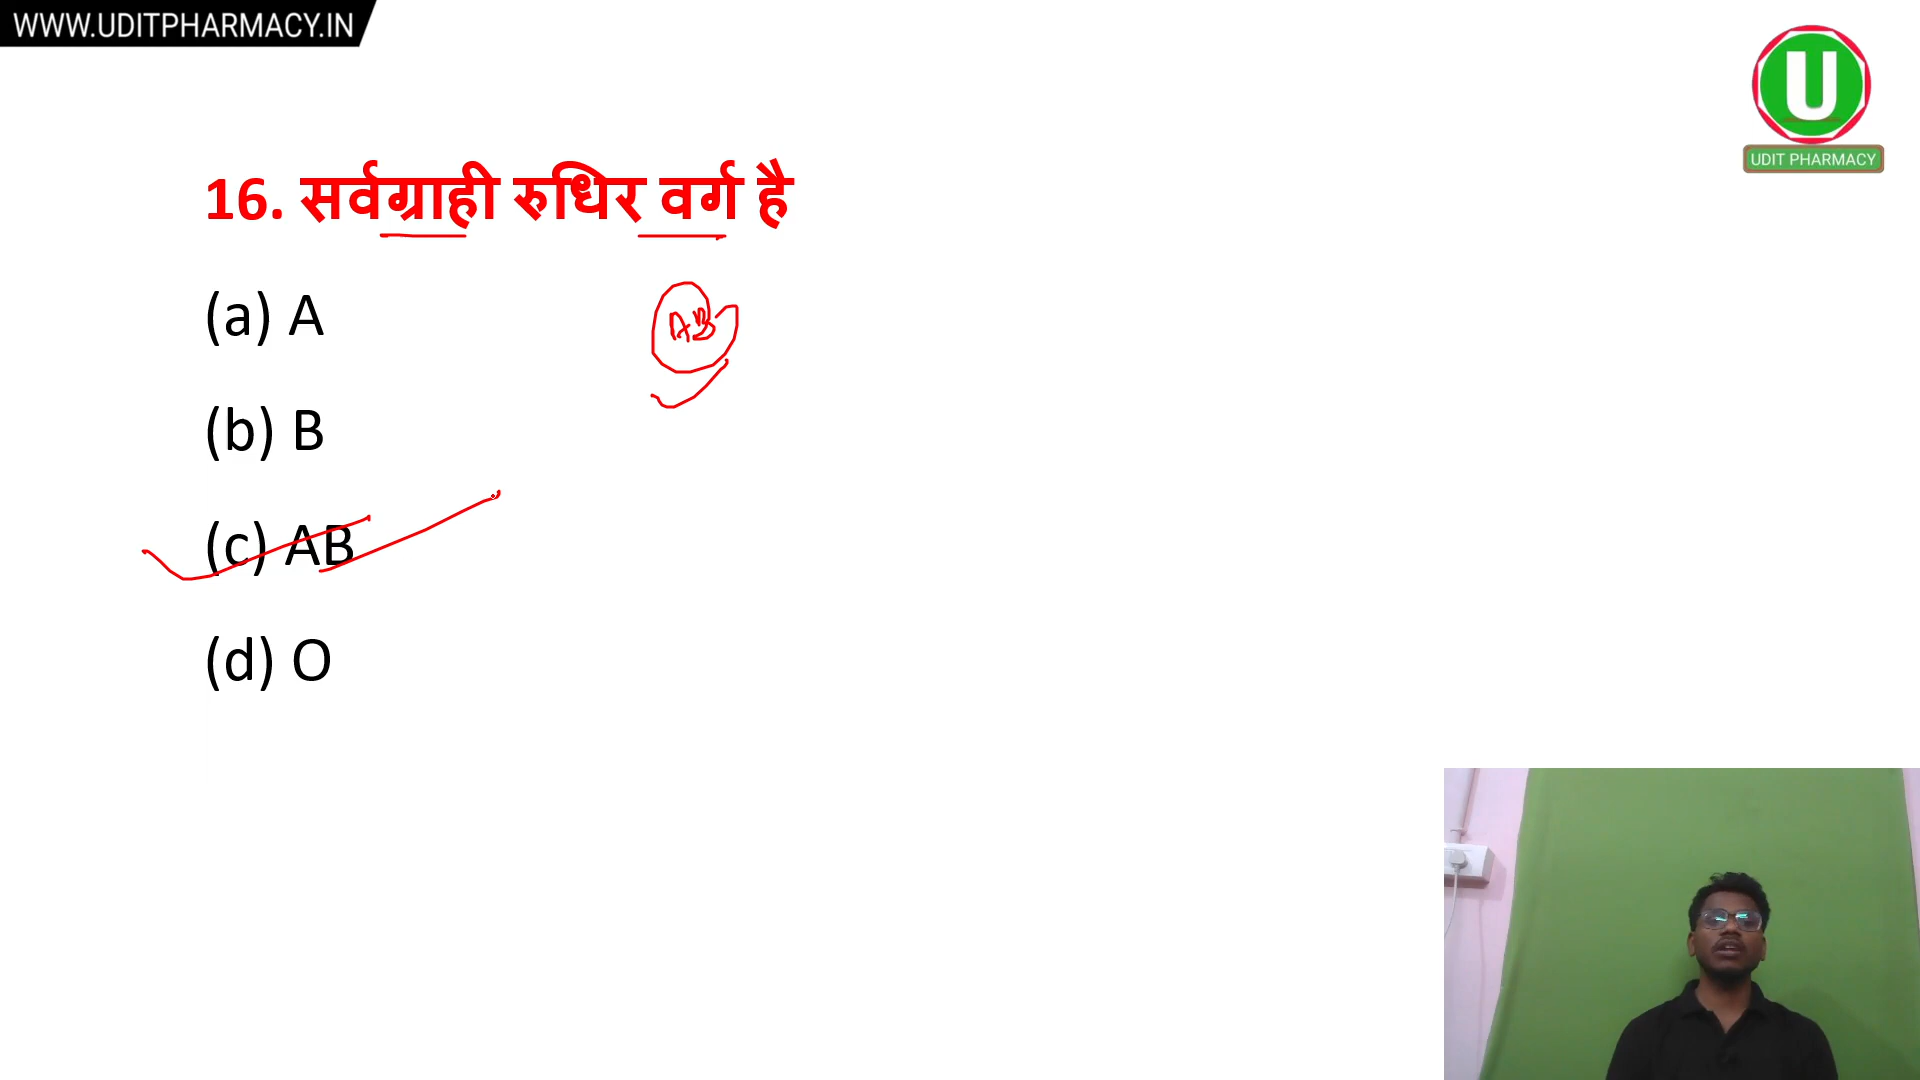 WWW.UDITPHARMACY.IN
U
UDIT PHARMACY
16. सर्वग्राही रुधिर वर्ग है
(a) A
AB
(b) B
(c) AB
(d) O